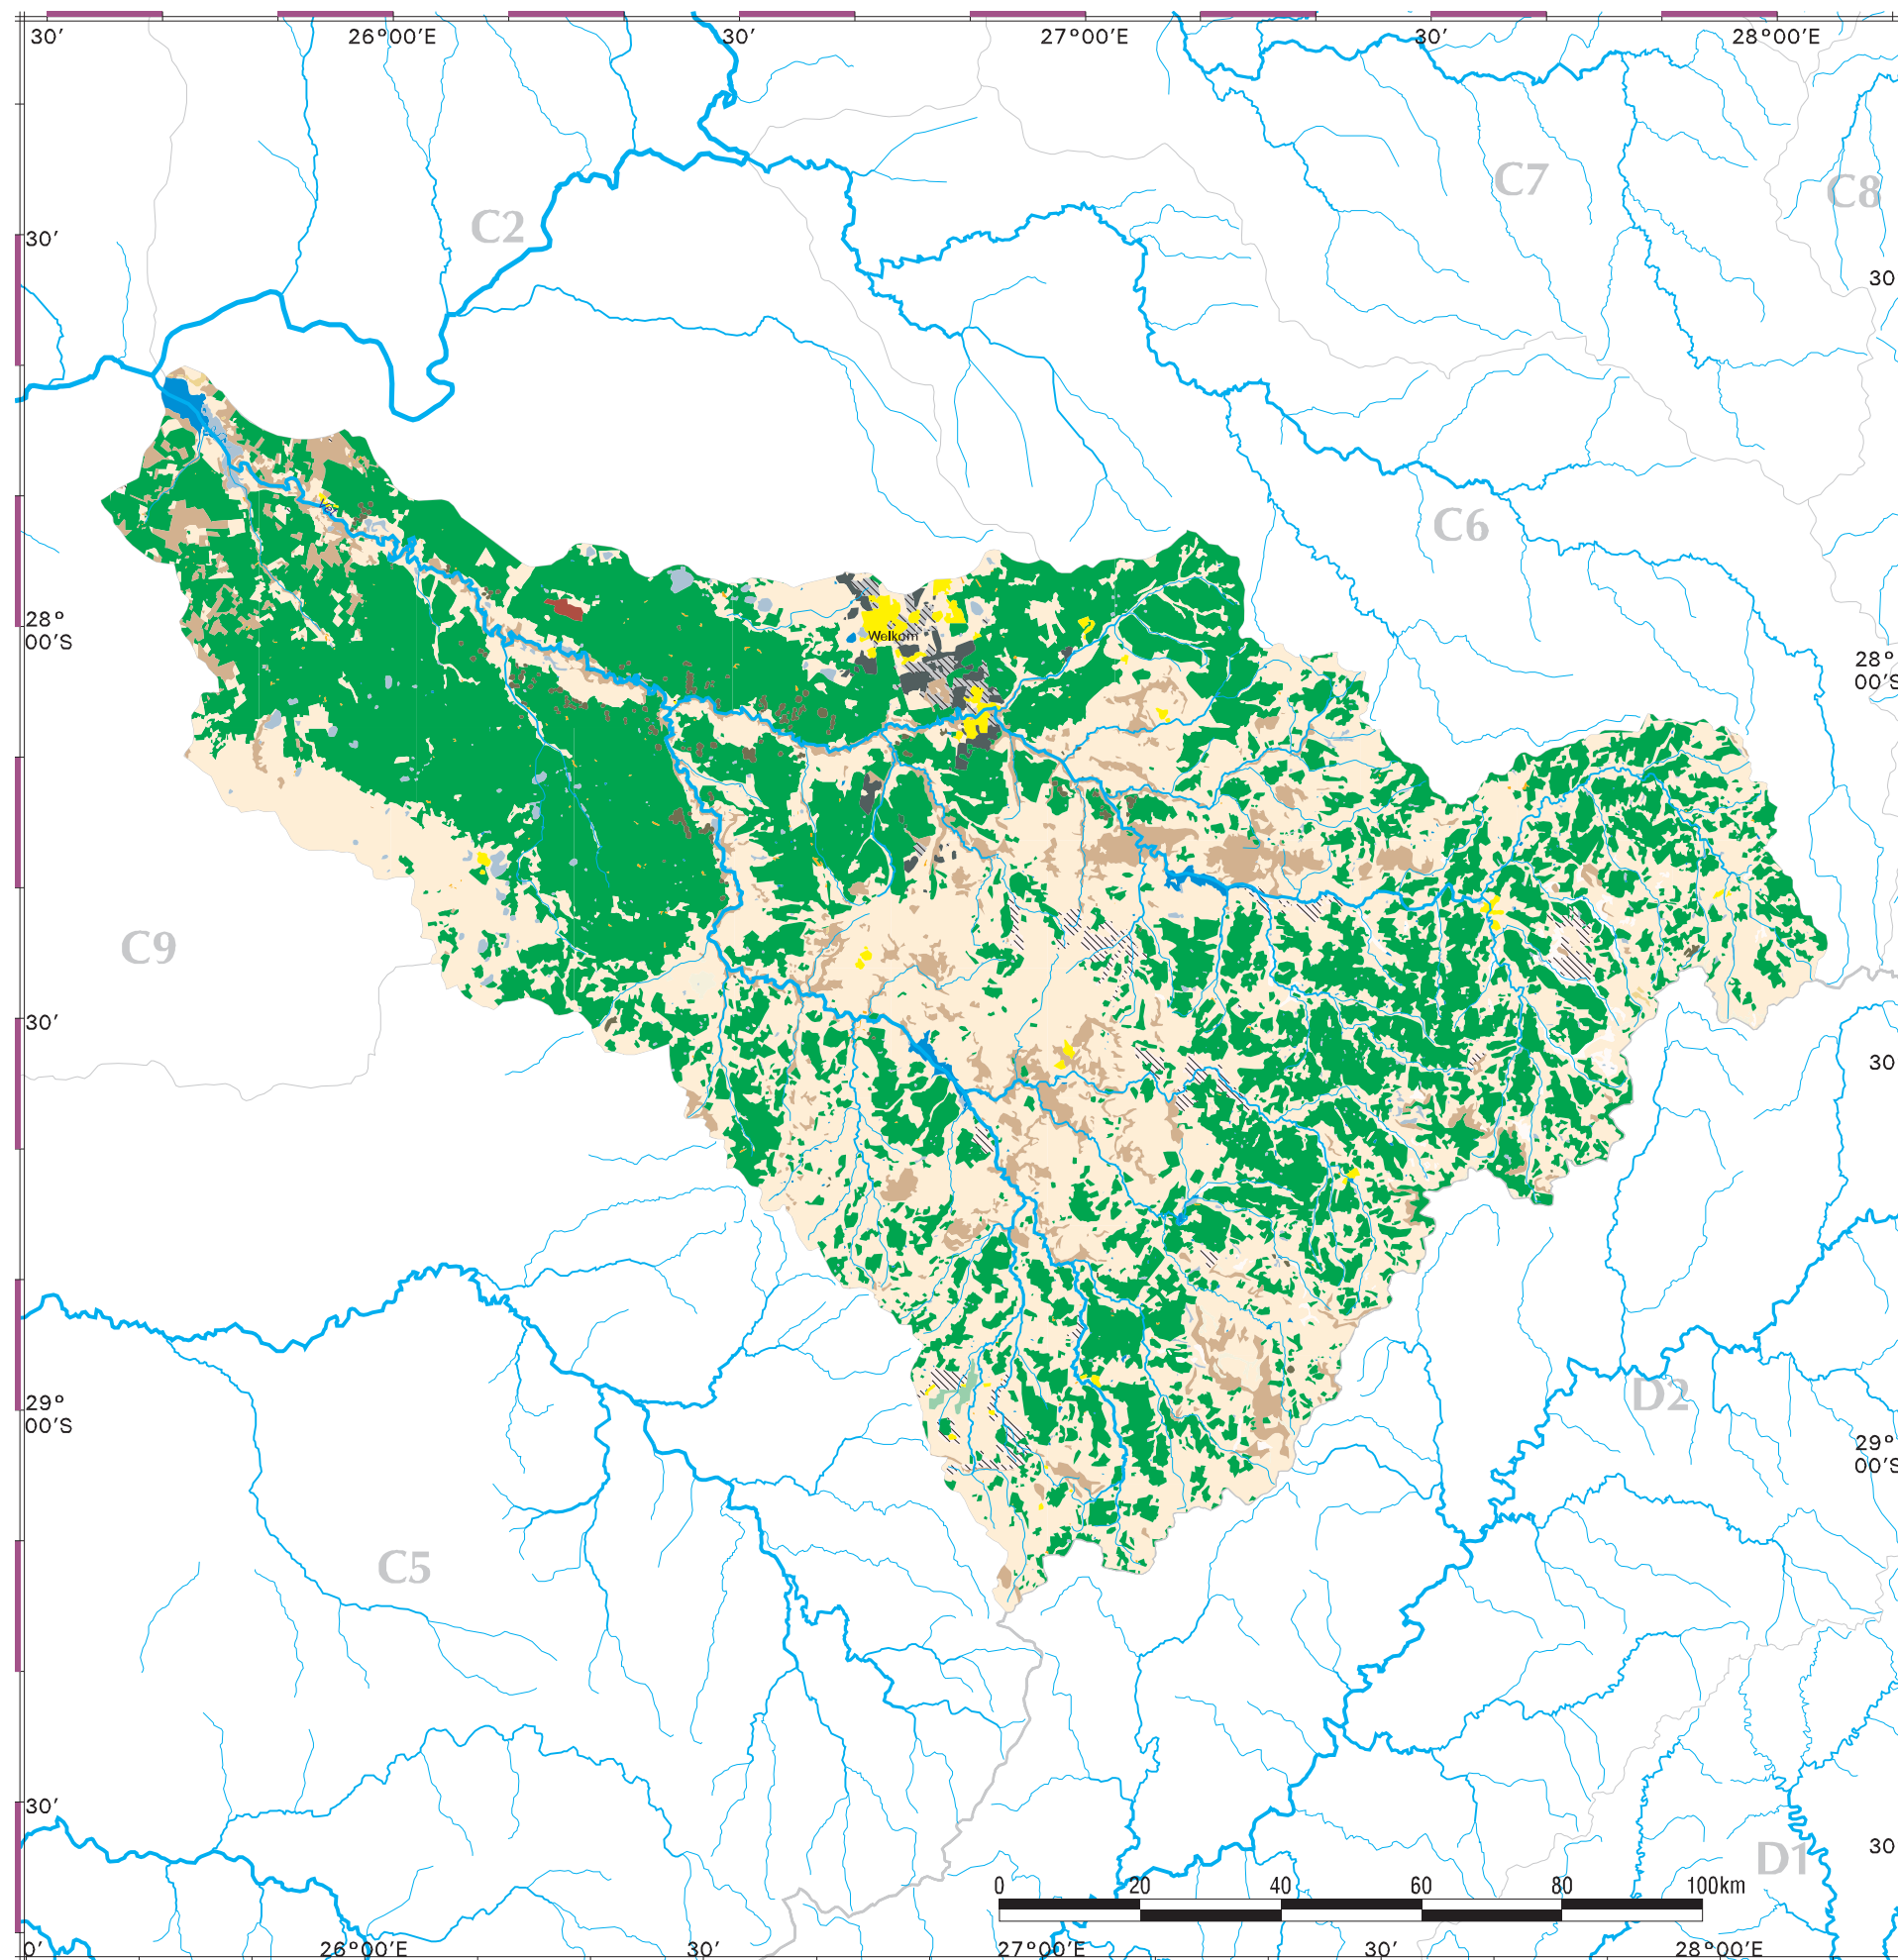 30′ 26°00′E 30′ 27°00′E 30′ 28°00′E
C7
C8
C2
30′
30
C6
28°
00′S
Welkom
28°
00′S
C9
30′
30
D2
29°
00′S
29°
00′S
C5
30′
30
D1
0 20 40 60 80 100km
0′ 26°00′E 30′ 27°00′E 30′ 28°00′E